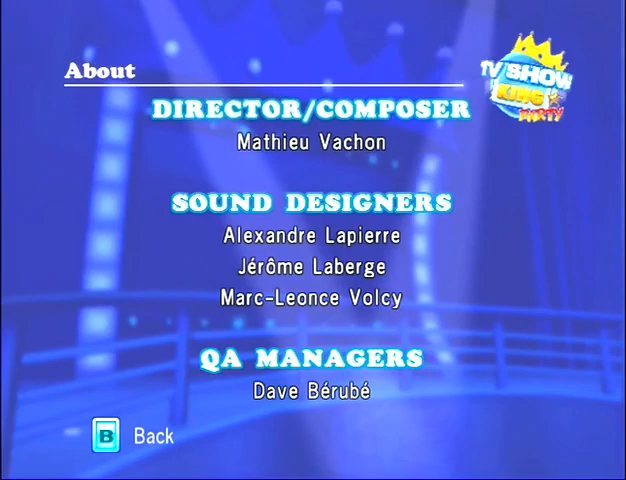 About
TV SHOW
KING
PARTY
DIRECTOR/COMPOSER
Mathieu Vachon
SOUND DESIGNERS
Alexandre Lapierre
Jérôme Laberge
Marc-Leonce Volcy
QA MANAGERS
Dave Bérubé
B Back